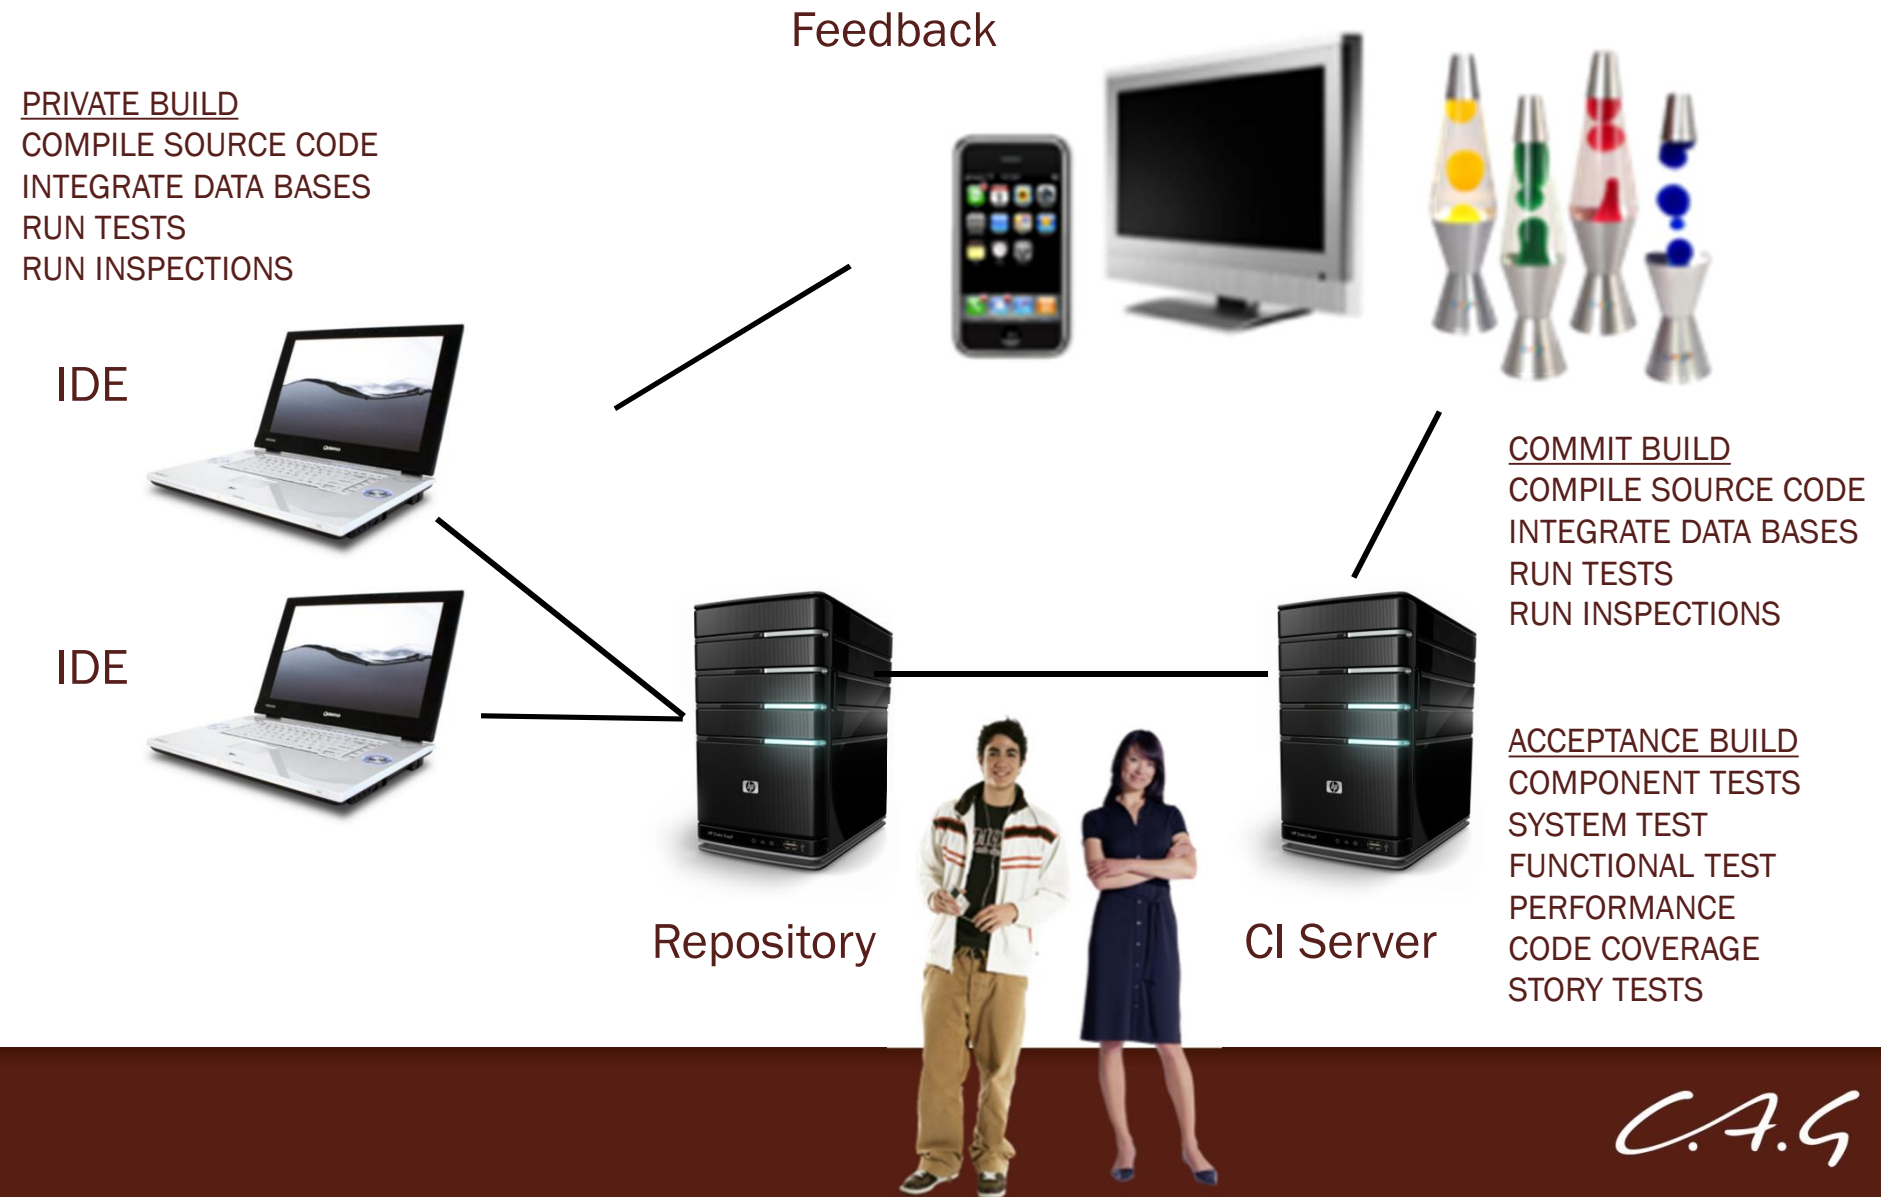 Feedback
PRIVATE BUILD
COMPILE SOURCE CODE
INTEGRATE DATA BASES
RUN TESTS
RUN INSPECTIONS
IDE
IDE
COMMIT BUILD
COMPILE SOURCE CODE
INTEGRATE DATA BASES
RUN TESTS
RUN INSPECTIONS
ACCEPTANCE BUILD
COMPONENT TESTS
SYSTEM TEST
FUNCTIONAL TEST
PERFORMANCE
CODE COVERAGE
STORY TESTS
hp
hp
Repository
CI Server
C.A.G